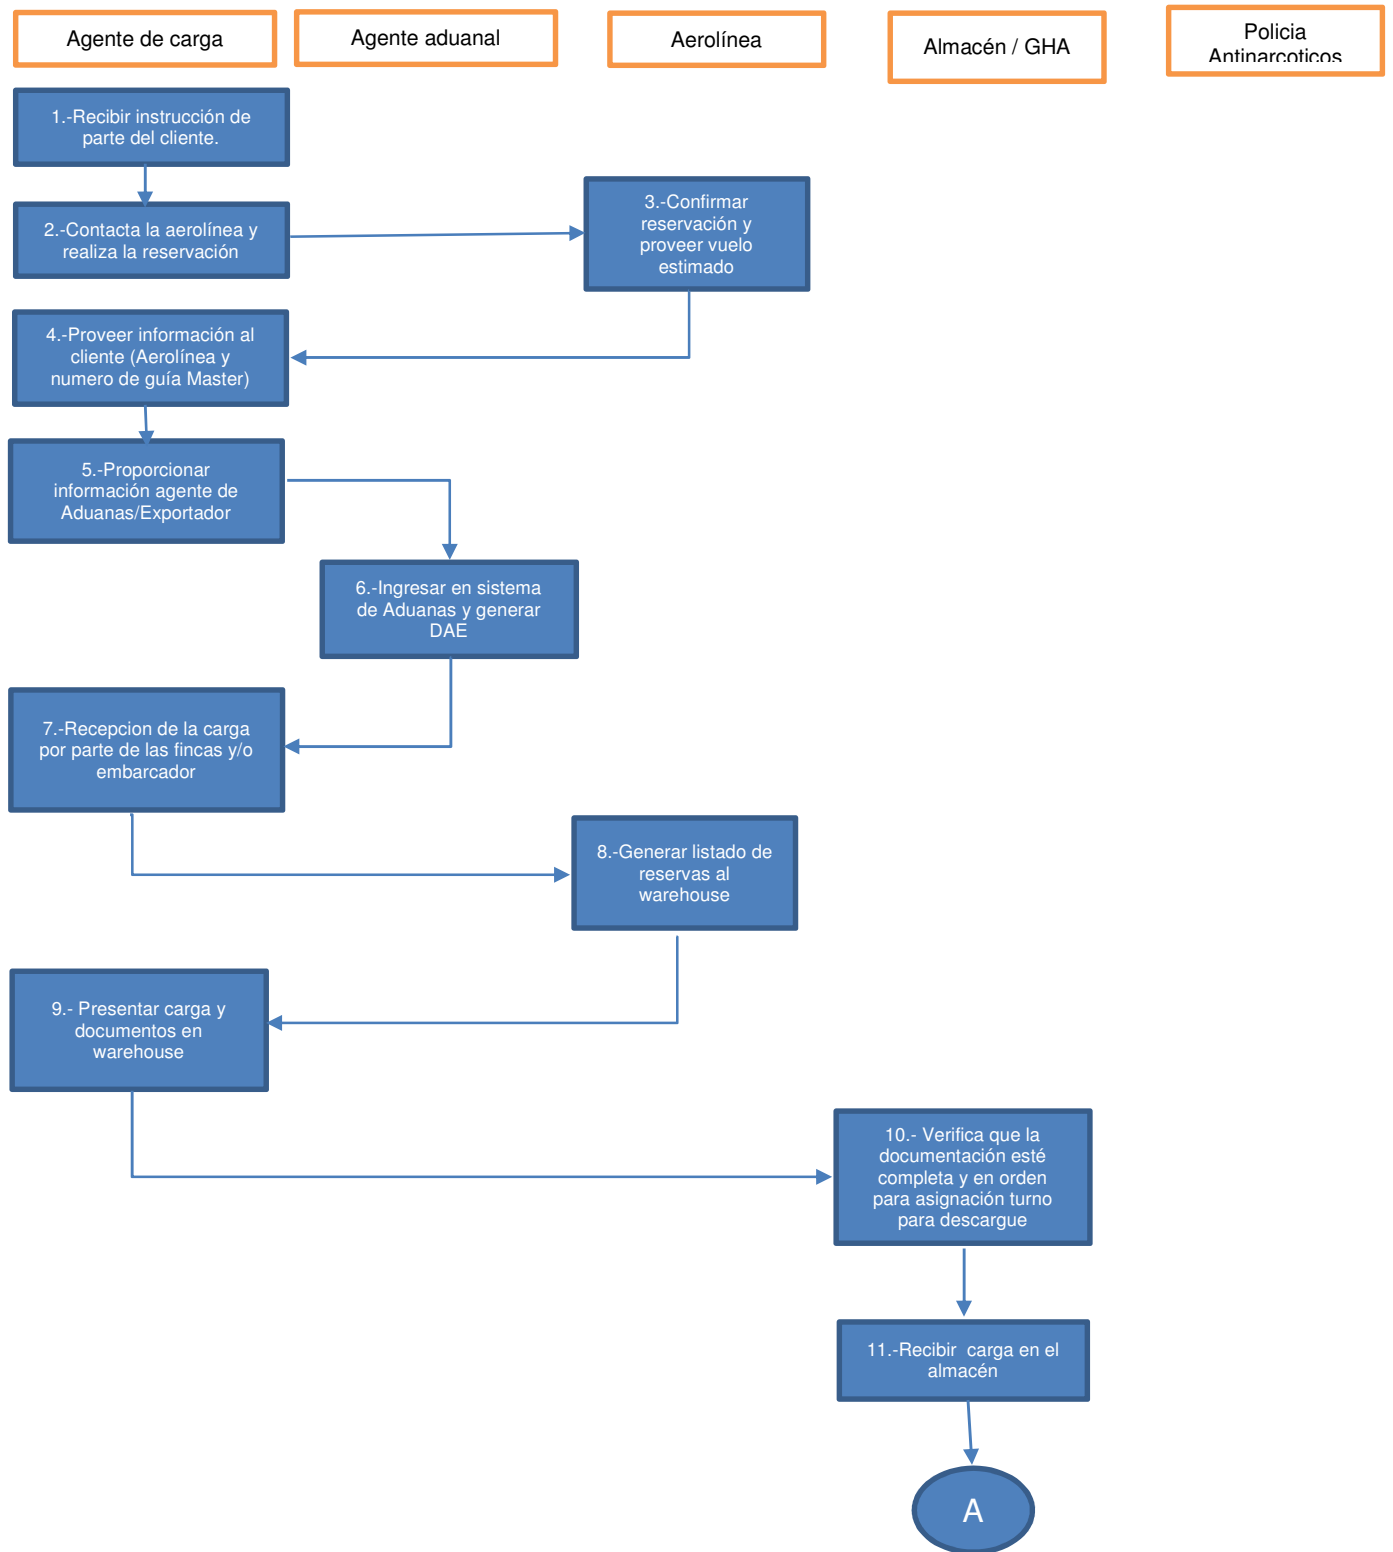 Agente de carga
Agente aduanal
Aerolínea
Almacén / GHA
Policia
Antinarcoticos
1.-Recibir instrucción de
parte del cliente.
2.-Contacta la aerolínea y
realiza la reservación
3.-Confirmar
reservación y
proveer vuelo
estimado
4.-Proveer información al
cliente (Aerolínea y
numero de guía Master)
5.-Proporcionar
información agente de
Aduanas/Exportador
6.-Ingresar en sistema
de Aduanas y generar
DAE
7.-Recepcion de la carga
por parte de las fincas y/o
embarcador
8.-Generar listado de
reservas al
warehouse
9.- Presentar carga y
documentos en
warehouse
10.- Verifica que la
documentación esté
completa y en orden
para asignación turno
para descargue
11.-Recibir  carga en el
almacén
A